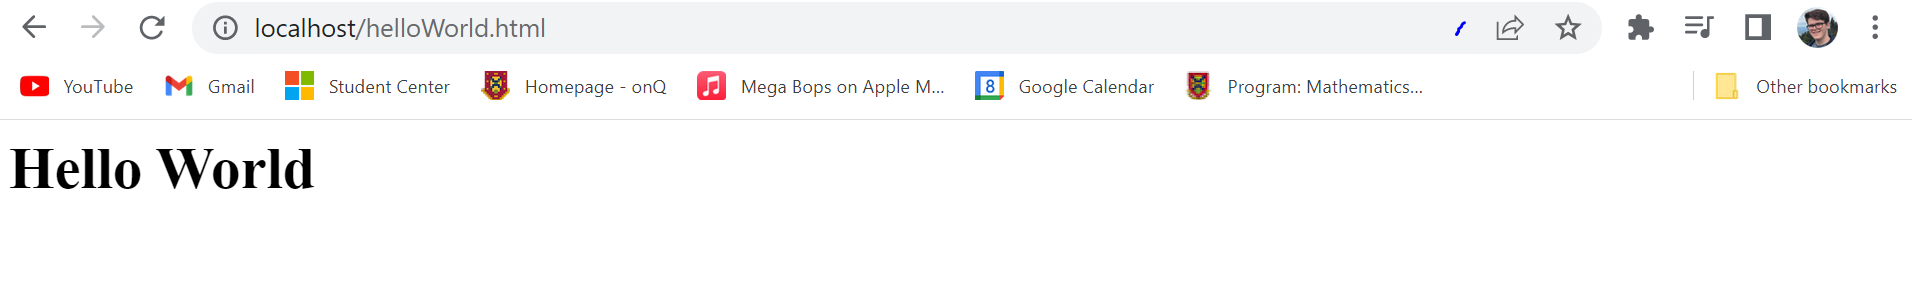 localhost/helloWorld.html
YouTube Gmail Student Center Homepage - onQ Mega Bops on Apple M... 8 Google Calendar Program: Mathematics... Other bookmarks
Hello World